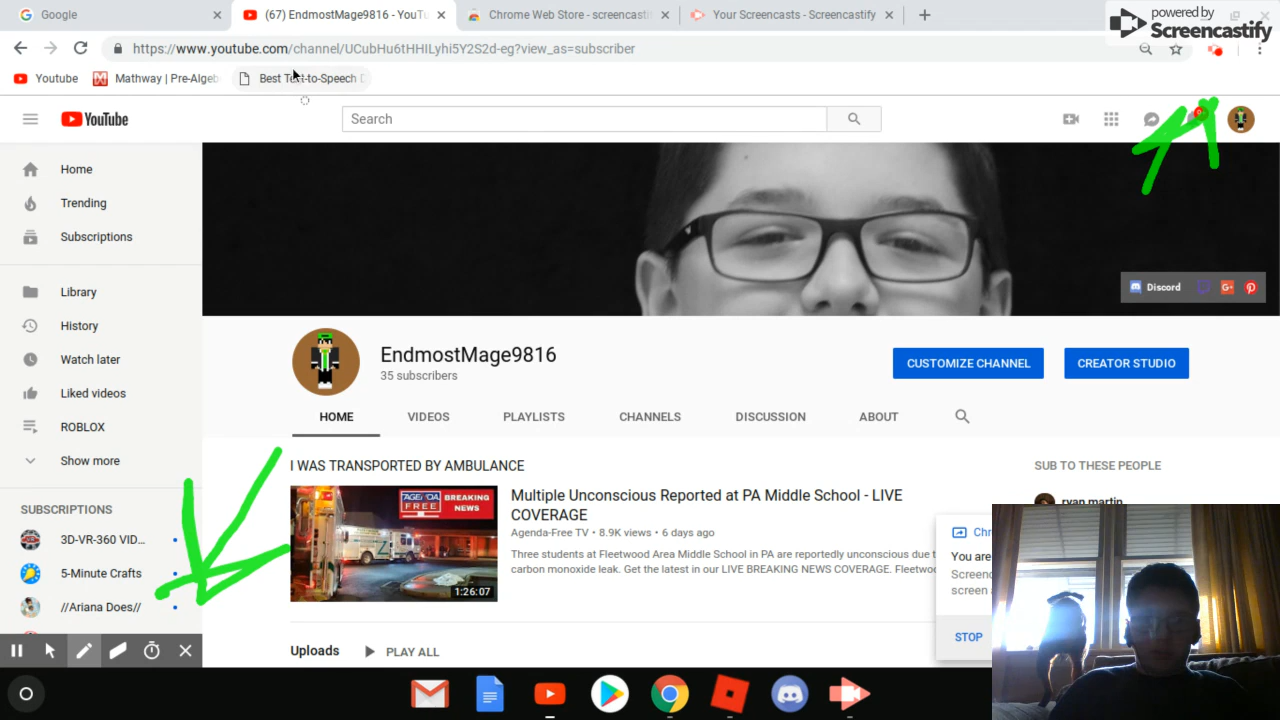 Google
(67) EndmostMage9816 - YouTu
Chrome Web Store - screencasti
Your Screencasts - Screencastify
powered by
Screencastify
https://www.youtube.com/channel/UCubHu6tHHILyhi5Y2S2d-eg?view_as=subscriber
Youtube
Mathway | Pre-Algeb
Best Text-to-Speech D
YouTube
Search
Home
Trending
Subscriptions
Library
History
Watch later
Liked videos
ROBLOX
Show more
SUBSCRIPTIONS
3D-VR-360 VID...
5-Minute Crafts
//Ariana Does//
Discord
EndmostMage9816
35 subscribers
CUSTOMIZE CHANNEL
CREATOR STUDIO
HOME
VIDEOS
PLAYLISTS
CHANNELS
DISCUSSION
ABOUT
I WAS TRANSPORTED BY AMBULANCE
AGENDA
FREE
BREAKING
NEWS
1:26:07
Multiple Unconscious Reported at PA Middle School - LIVE
COVERAGE
Agenda-Free TV • 8.9K views • 6 days ago
Three students at Fleetwood Area Middle School in PA are reportedly unconscious due t
carbon monoxide leak. Get the latest in our LIVE BREAKING NEWS COVERAGE. Fleetwo
SUB TO THESE PEOPLE
ryan martin
Chr
You are
Screenc
screen a
STOP
Uploads
PLAY ALL